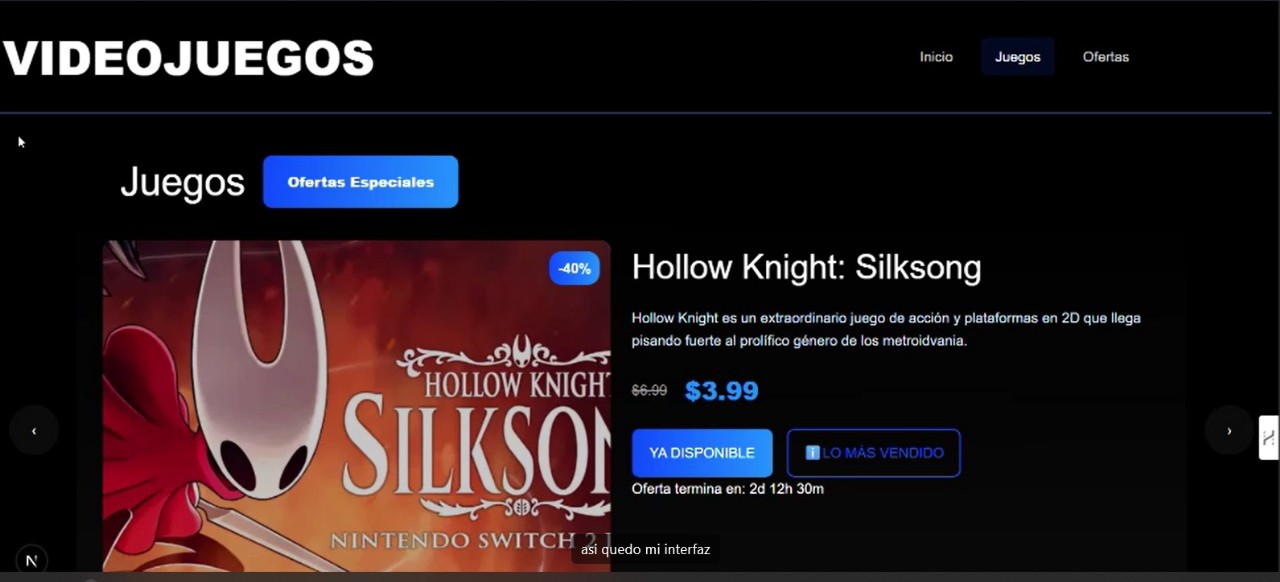 VIDEOJUEGOS
Inicio
Juegos
Ofertas
Juegos
Ofertas Especiales
-40%
HOLLOW KNIGHT
SILKSON
NINTENDO SWITCH 2
Hollow Knight: Silksong
Hollow Knight es un extraordinario juego de acción y plataformas en 2D que llega
pisando fuerte al prolífico género de los metroidvania.
$6.99 $3.99
YA DISPONIBLE
ℹ️LO MÁS VENDIDO
Oferta termina en: 2d 12h 30m
asi quedo mi interfaz
N